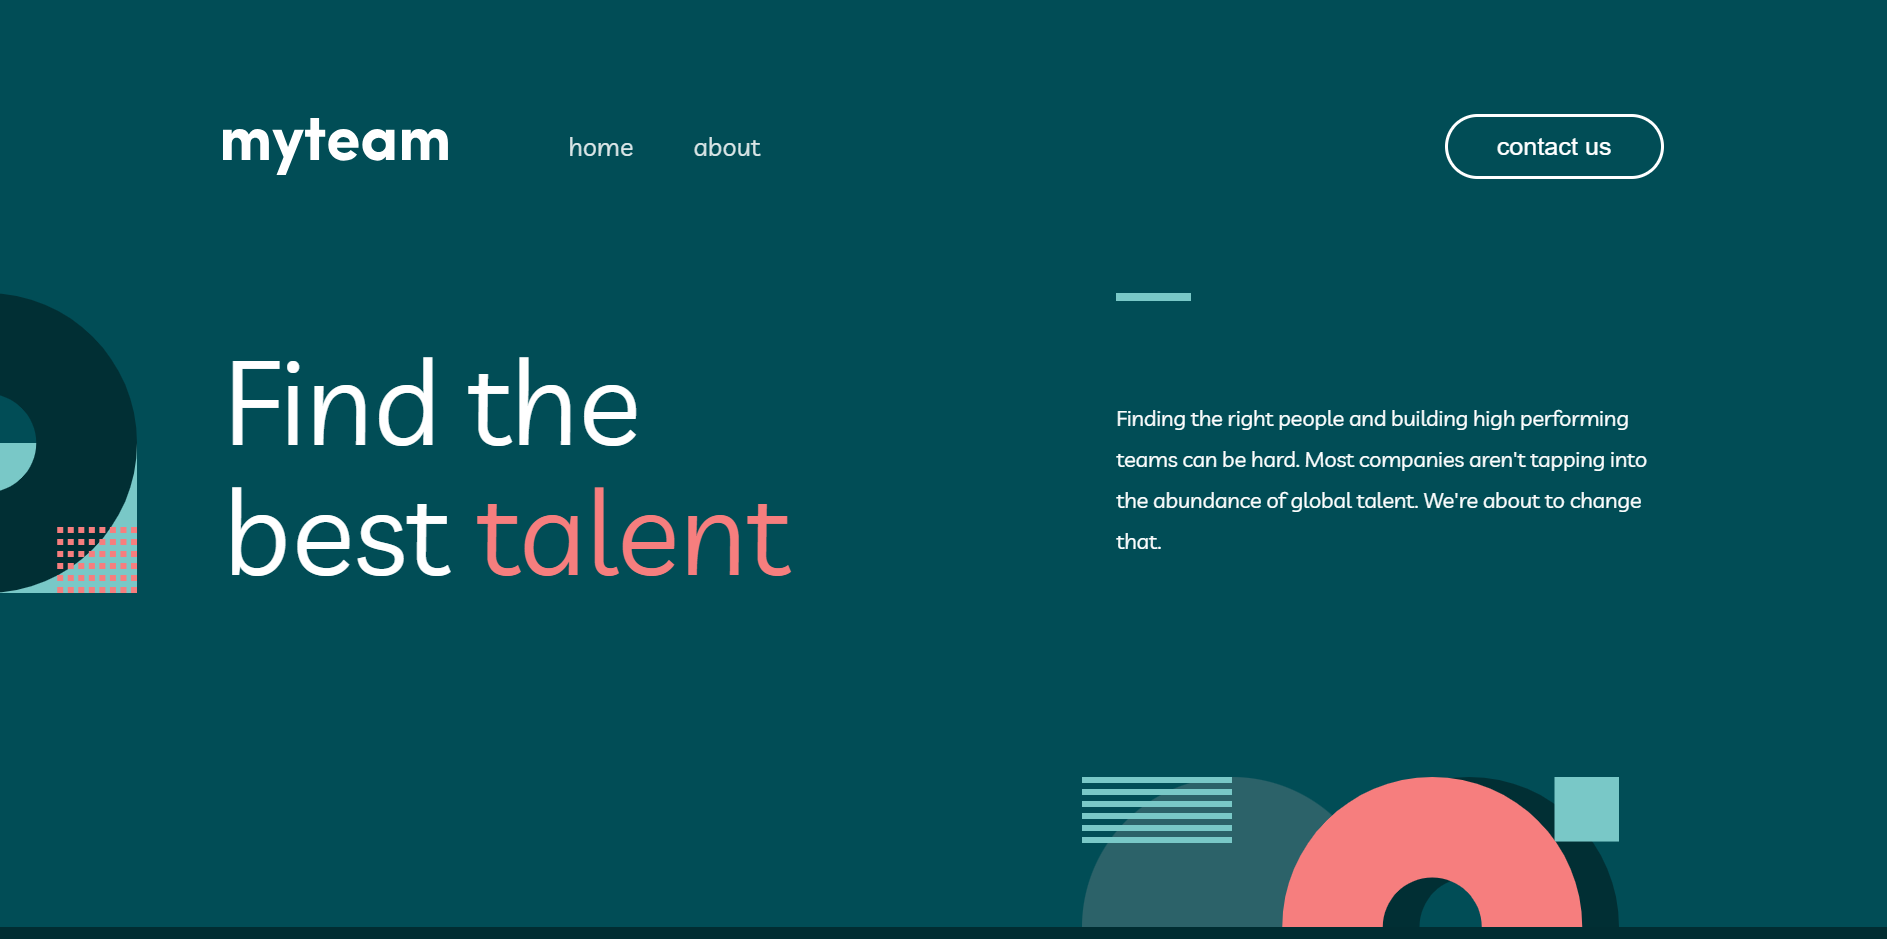 myteam
home
about
contact us
Find the
best talent
Finding the right people and building high performing
teams can be hard. Most companies aren't tapping into
the abundance of global talent. We're about to change
that.